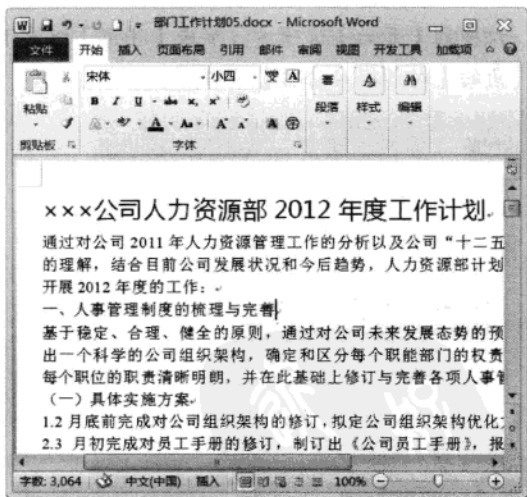 部门工作计划05.docx - Microsoft Word
文件 开始 插入 页面布局 引用 邮件 审阅 视图 开发工具 加载项
宋体 小四 雯 A
粘贴 B I U abc x₂ x² 段落 样式 编辑
A Aa A A A 字
剪贴板 字体
×××公司人力资源部 2012 年度工作计划
通过对公司 2011 年人力资源管理工作的分析以及公司“十二五
的理解，结合目前公司发展状况和今后趋势，人力资源部计划
开展 2012 年度的工作：
一、人事管理制度的梳理与完善
基于稳定、合理、健全的原则，通过对公司未来发展态势的预
出一个科学的公司组织架构，确定和区分每个职能部门的权责
每个职位的职责清晰明朗，并在此基础上修订与完善各项人事管
（一）具体实施方案
1.2 月底前完成对公司组织架构的修订，拟定公司组织架构优化
2.3 月初完成对员工手册的修订，制订出《公司员工手册》，报
字数: 3,064 中文(中国) 插入 100%